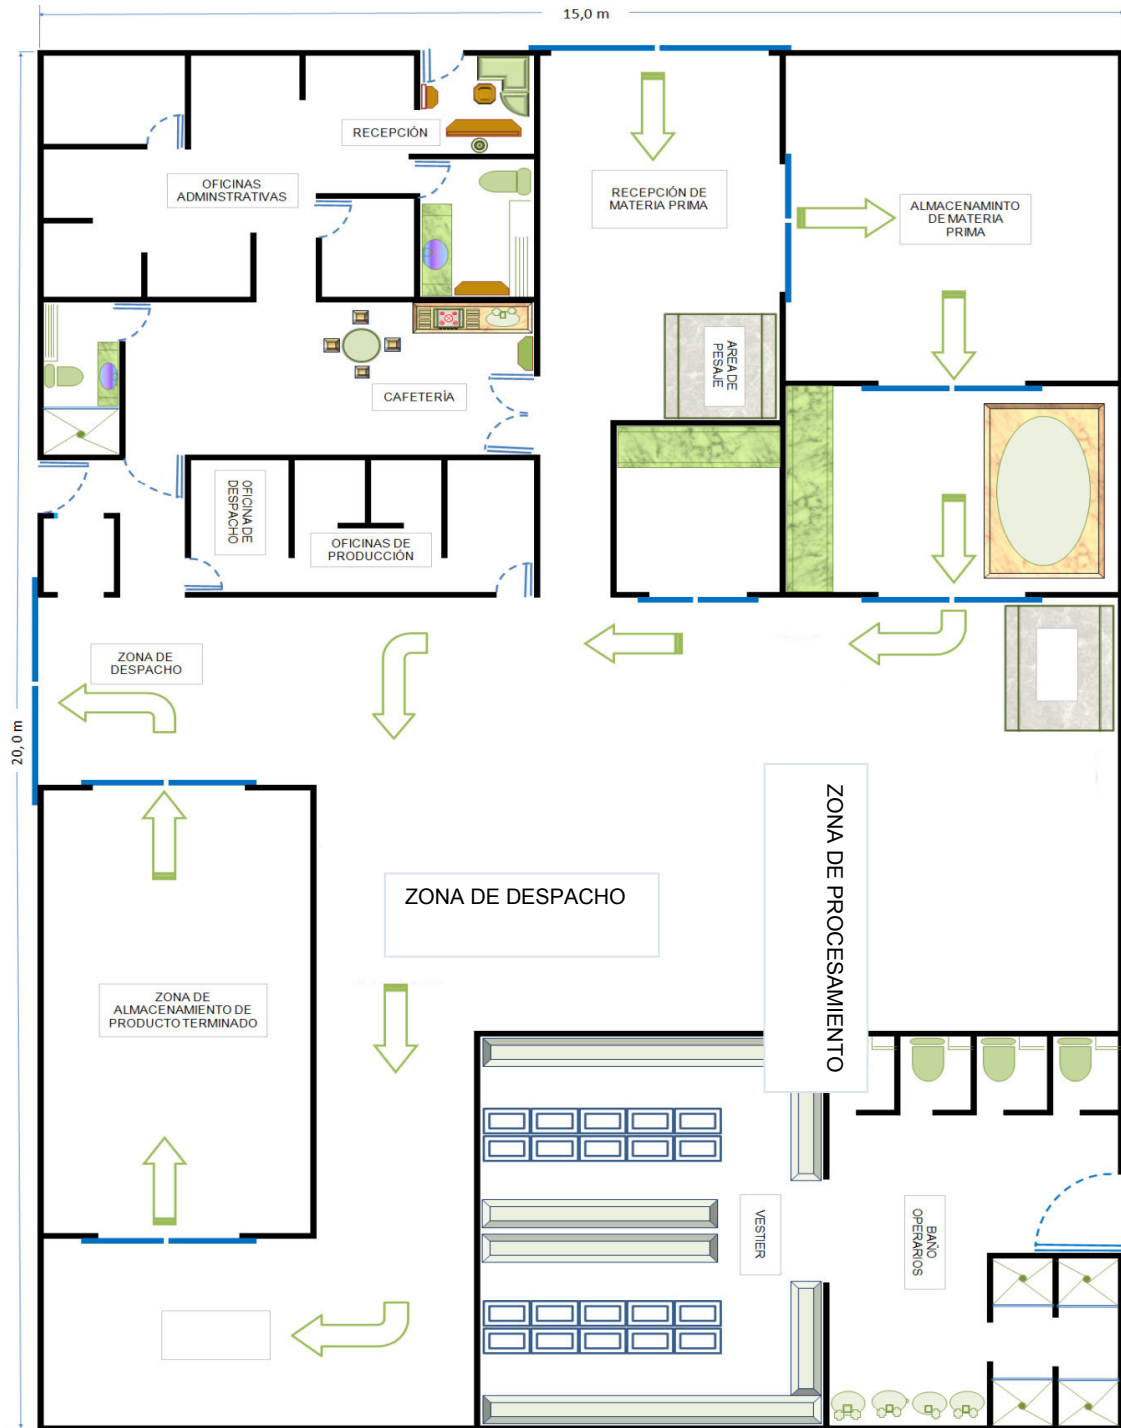 15,0 m
RECEPCIÓN
OFICINAS
ADMINSTRATIVAS
RECEPCIÓN DE
MATERIA PRIMA
ALMACENAMINTO
DE MATERIA
PRIMA
AREA DE
PESAJE
CAFETERÍA
OFICINA DE
DESPACHO
OFICINAS DE
PRODUCCIÓN
ZONA DE
DESPACHO
20,0 m
ZONA DE DESPACHO
ZONA DE PROCESAMIENTO
ZONA DE
ALMACENAMIENTO DE
PRODUCTO TERMINADO
VESTIER
BAÑO
OPERARIOS